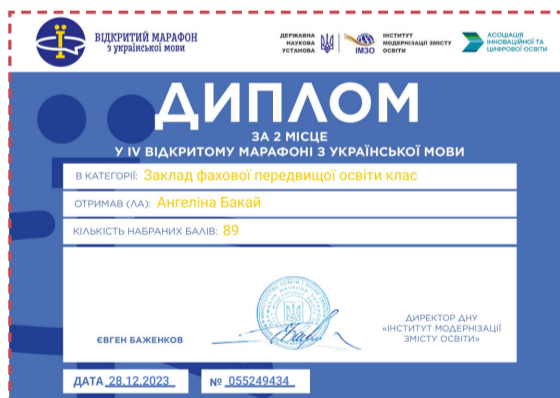 Ї
ВІДКРИТИЙ МАРАФОН
з української мови
ДЕРЖАВНА
НАУКОВА
УСТАНОВА
ІМЗО
ІНСТИТУТ
МОДЕРНІЗАЦІЇ ЗМІСТУ
ОСВІТИ
АСОЦІАЦІЯ
ІННОВАЦІЙНОЇ ТА
ЦИФРОВОЇ ОСВІТИ
ДИПЛОМ
ЗА 2 МІСЦЕ
У IV ВІДКРИТОМУ МАРАФОНІ З УКРАЇНСЬКОЇ МОВИ
В КАТЕГОРІЇ: Заклад фахової передвищої освіти клас
ОТРИМАВ (ЛА): Ангеліна Бакай
КІЛЬКІСТЬ НАБРАНИХ БАЛІВ: 89
ЄВГЕН БАЖЕНКОВ
ДИРЕКТОР ДНУ
«ІНСТИТУТ МОДЕРНІЗАЦІЇ
ЗМІСТУ ОСВІТИ»
ДАТА 28.12.2023 № 055249434